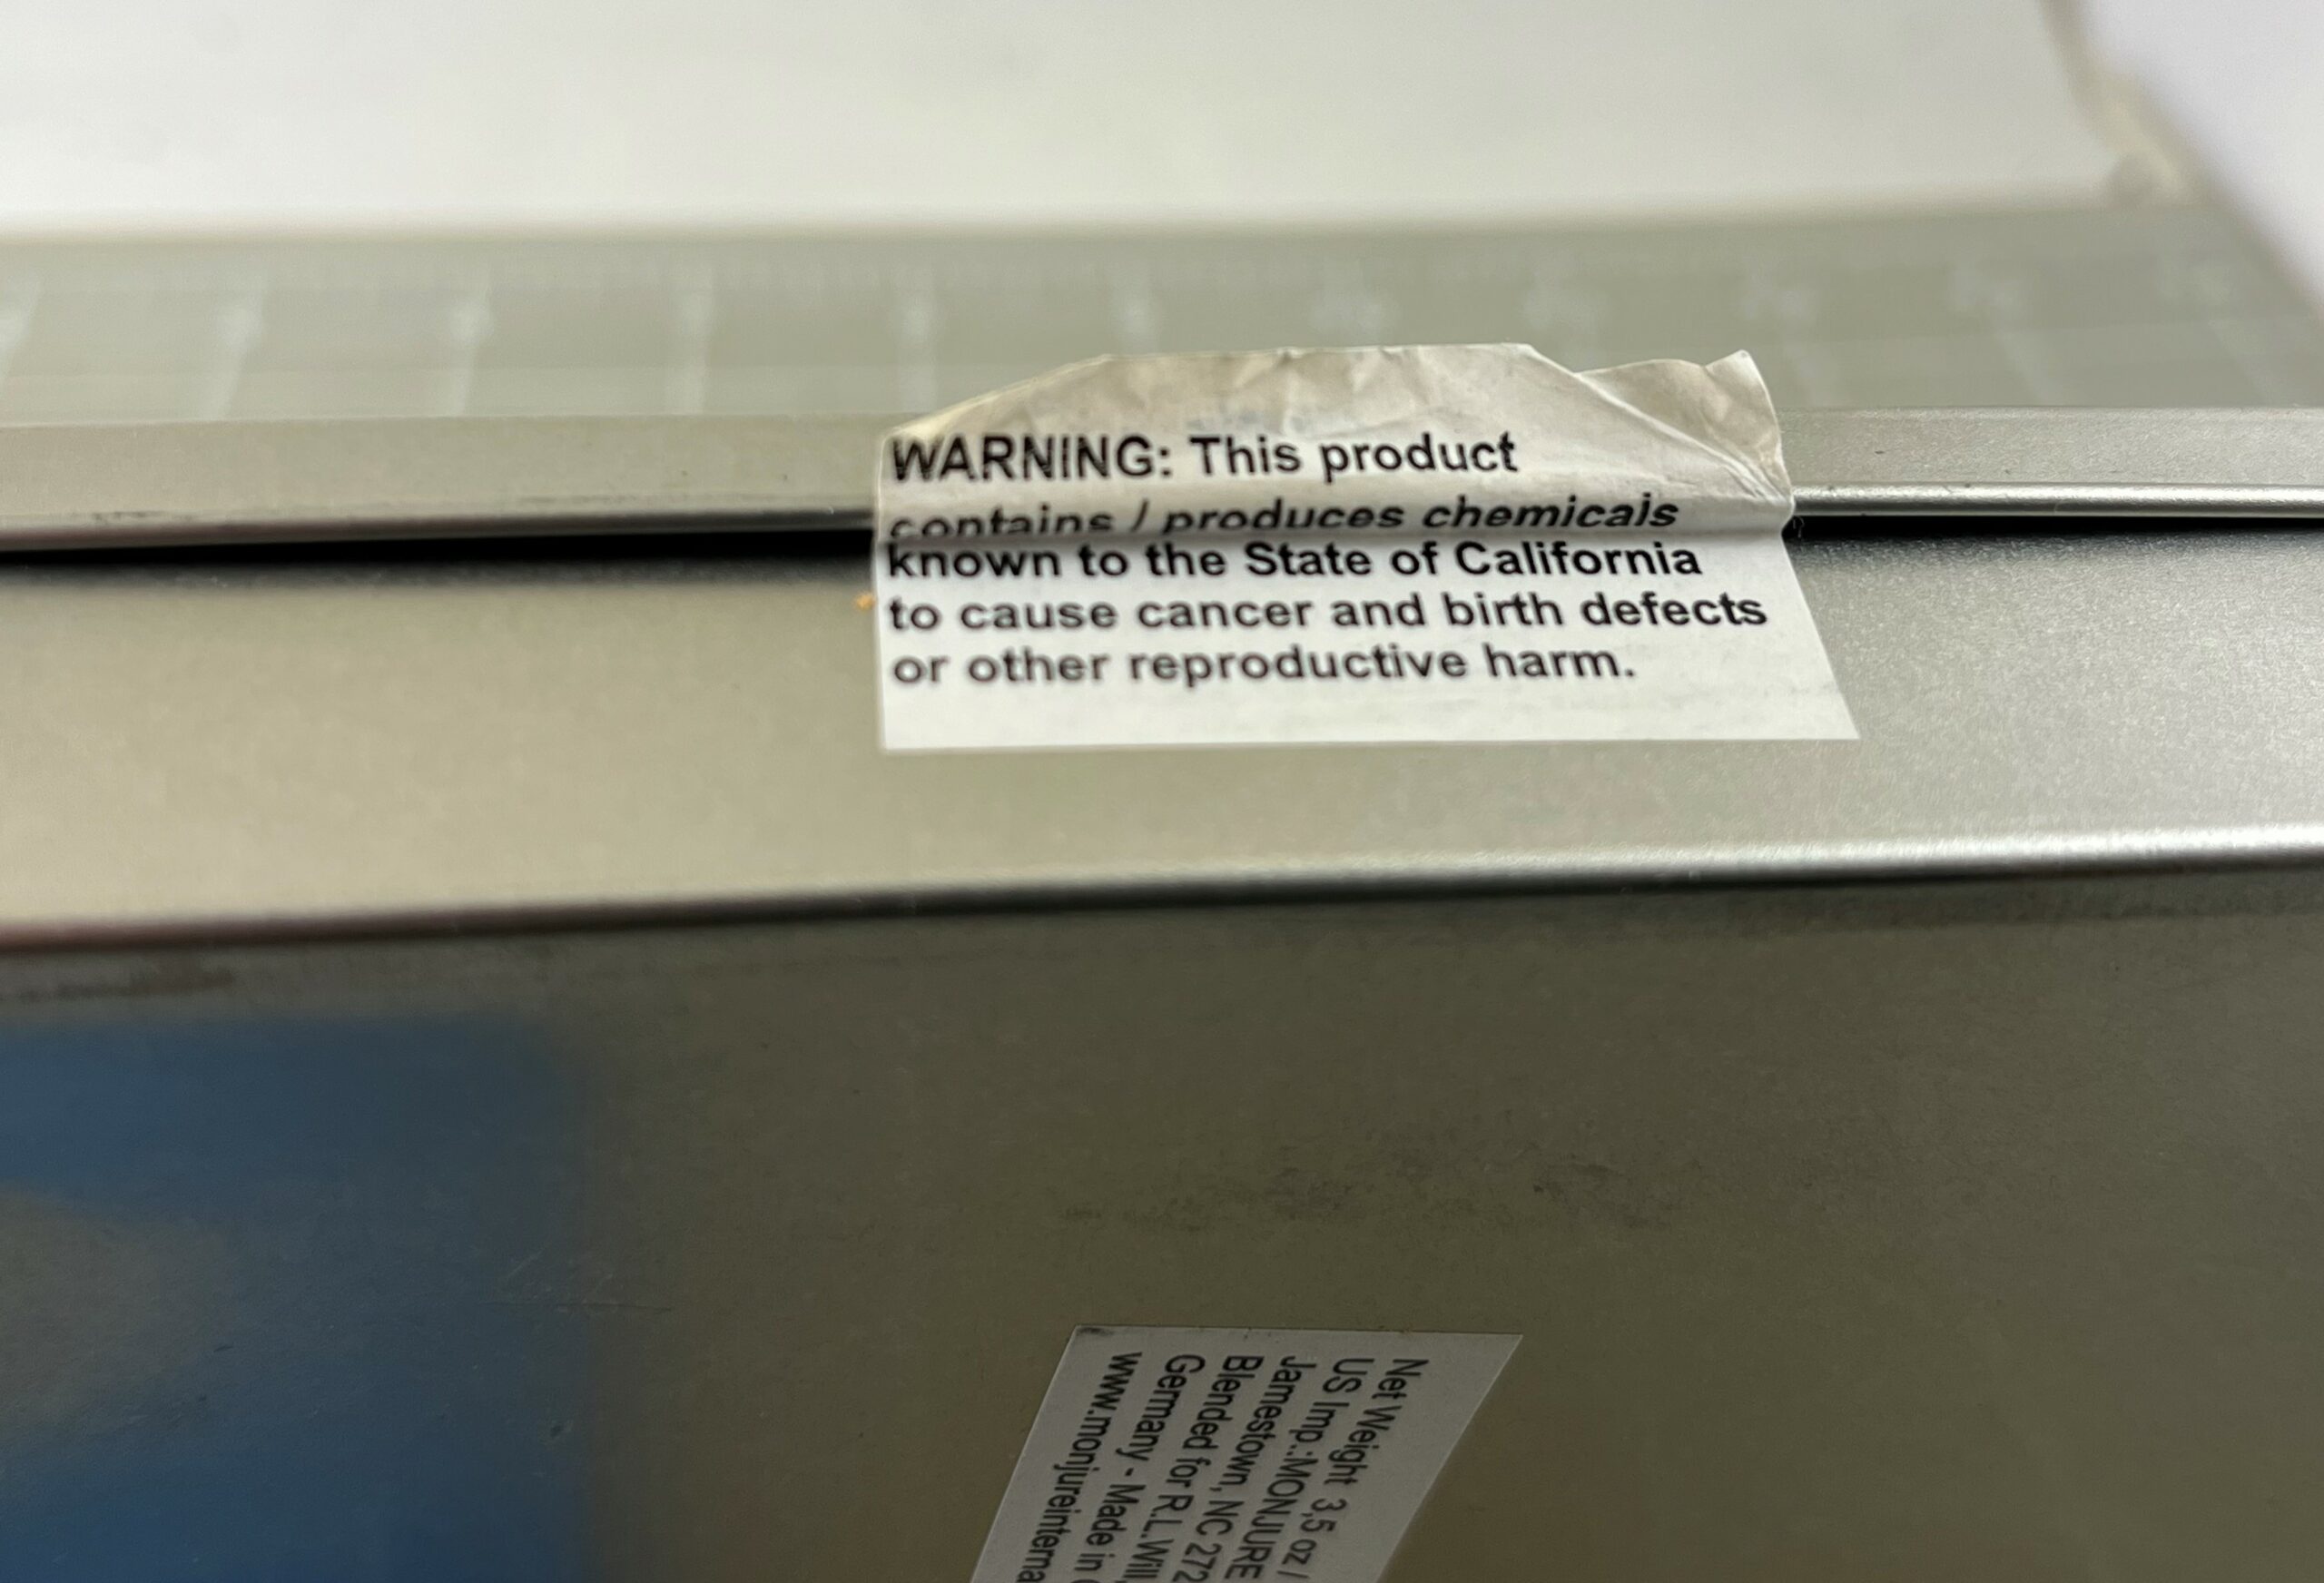 WARNING: This product
contains / produces chemicals
known to the State of California
to cause cancer and birth defects
or other reproductive harm.
Net Weight 3,5 oz /
US Imp.:MONJURE
Jamestown, NC 272
Blended for R.L.Will,
Germany - Made in
www.monjureinterna